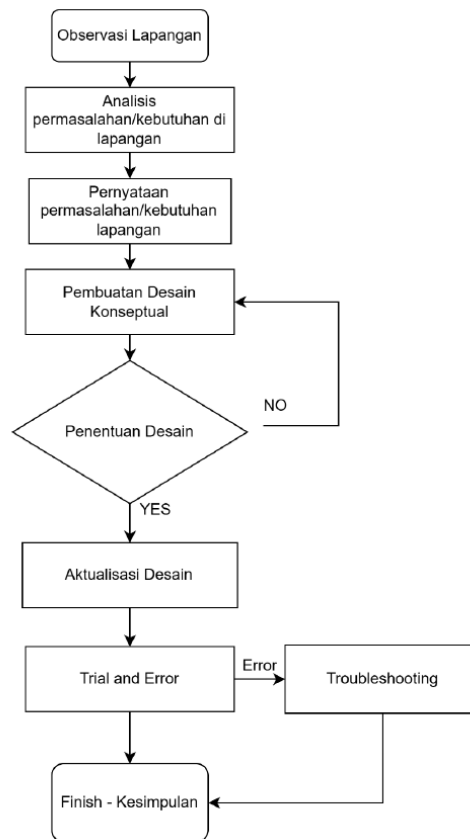 Observasi Lapangan
Analisis
permasalahan/kebutuhan di
lapangan
Pernyataan
permasalahan/kebutuhan
lapangan
Pembuatan Desain
Konseptual
NO
Penentuan Desain
YES
Aktualisasi Desain
Error
Trial and Error
Troubleshooting
Finish - Kesimpulan